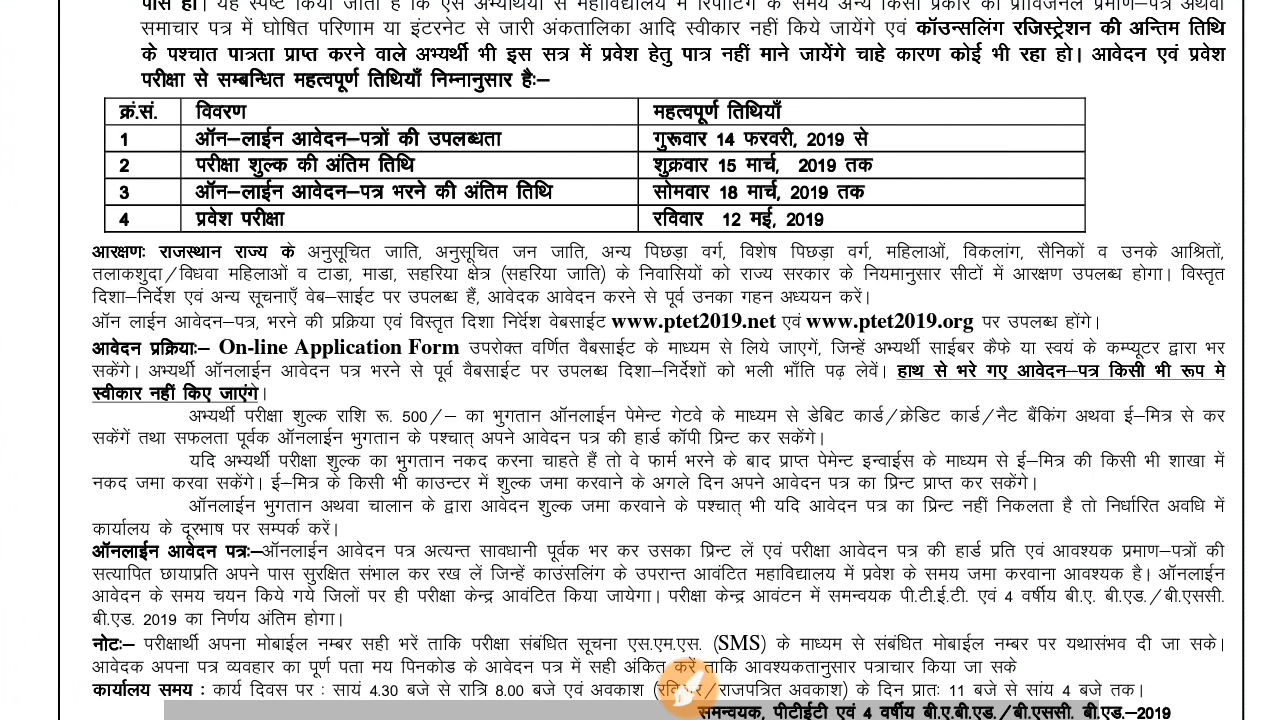 पास हो। यह स्पष्ट किया जाता है कि ऐसे अभ्यर्थियों से महाविद्यालय में रिपोर्टिंग के समय अन्य किसी प्रकार का प्रोविजनल प्रमाण–पत्र अथवा
समाचार पत्र में घोषित परिणाम या इंटरनेट से जारी अंकतालिका आदि स्वीकार नहीं किये जायेंगे एवं कॉउन्सलिंग रजिस्ट्रेशन की अन्तिम तिथि
के पश्चात पात्रता प्राप्त करने वाले अभ्यर्थी भी इस सत्र में प्रवेश हेतु पात्र नहीं माने जायेंगे चाहे कारण कोई भी रहा हो। आवेदन एवं प्रवेश
परीक्षा से सम्बन्धित महत्वपूर्ण तिथियाँ निम्नानुसार हैः–
क्रं.सं. विवरण महत्वपूर्ण तिथियाँ
1 ऑन–लाईन आवेदन–पत्रों की उपलब्धता गुरूवार 14 फरवरी, 2019 से
2 परीक्षा शुल्क की अंतिम तिथि शुक्रवार 15 मार्च, 2019 तक
3 ऑन–लाईन आवेदन–पत्र भरने की अंतिम तिथि सोमवार 18 मार्च, 2019 तक
4 प्रवेश परीक्षा रविवार 12 मई, 2019
आरक्षणः राजस्थान राज्य के अनुसूचित जाति, अनुसूचित जन जाति, अन्य पिछड़ा वर्ग, विशेष पिछड़ा वर्ग, महिलाओं, विकलांग, सैनिकों व उनके आश्रितों,
तलाकशुदा/विधवा महिलाओं व टाडा, माडा, सहरिया क्षेत्र (सहरिया जाति) के निवासियों को राज्य सरकार के नियमानुसार सीटों में आरक्षण उपलब्ध होगा। विस्तृत
दिशा–निर्देश एवं अन्य सूचनाएँ वेब–साईट पर उपलब्ध हैं, आवेदक आवेदन करने से पूर्व उनका गहन अध्ययन करें।
ऑन लाईन आवेदन–पत्र, भरने की प्रक्रिया एवं विस्तृत दिशा निर्देश वेबसाईट www.ptet2019.net एवं www.ptet2019.org पर उपलब्ध होंगे।
आवेदन प्रक्रियाः– On-line Application Form उपरोक्त वर्णित वैबसाईट के माध्यम से लिये जाएगें, जिन्हें अभ्यर्थी साईबर कैफे या स्वयं के कम्प्यूटर द्वारा भर
सकेंगे। अभ्यर्थी ऑनलाईन आवेदन पत्र भरने से पूर्व वैबसाईट पर उपलब्ध दिशा–निर्देशों को भली भाँति पढ़ लेवें। हाथ से भरे गए आवेदन–पत्र किसी भी रूप मे
स्वीकार नहीं किए जाएंगे।
अभ्यर्थी परीक्षा शुल्क राशि रू. 500/– का भुगतान ऑनलाईन पेमेन्ट गेटवे के माध्यम से डेबिट कार्ड/क्रेडिट कार्ड/नैट बैंकिंग अथवा ई–मित्र से कर
सकेंगें तथा सफलता पूर्वक ऑनलाईन भुगतान के पश्चात् अपने आवेदन पत्र की हार्ड कॉपी प्रिन्ट कर सकेंगे।
यदि अभ्यर्थी परीक्षा शुल्क का भुगतान नकद करना चाहते हैं तो वे फार्म भरने के बाद प्राप्त पेमेन्ट इन्वाईस के माध्यम से ई–मित्र की किसी भी शाखा में
नकद जमा करवा सकेंगे। ई–मित्र के किसी भी काउन्टर में शुल्क जमा करवाने के अगले दिन अपने आवेदन पत्र का प्रिन्ट प्राप्त कर सकेंगे।
ऑनलाईन भुगतान अथवा चालान के द्वारा आवेदन शुल्क जमा करवाने के पश्चात् भी यदि आवेदन पत्र का प्रिन्ट नहीं निकलता है तो निर्धारित अवधि में
कार्यालय के दूरभाष पर सम्पर्क करें।
ऑनलाईन आवेदन पत्रः–ऑनलाईन आवेदन पत्र अत्यन्त सावधानी पूर्वक भर कर उसका प्रिन्ट लें एवं परीक्षा आवेदन पत्र की हार्ड प्रति एवं आवश्यक प्रमाण–पत्रों की
सत्यापित छायाप्रति अपने पास सुरक्षित संभाल कर रख लें जिन्हें काउंसलिंग के उपरान्त आवंटित महाविद्यालय में प्रवेश के समय जमा करवाना आवश्यक है। ऑनलाईन
आवेदन के समय चयन किये गये जिलों पर ही परीक्षा केन्द्र आवंटित किया जायेगा। परीक्षा केन्द्र आवंटन में समन्वयक पी.टी.ई.टी. एवं 4 वर्षीय बी.ए. बी.एड./बी.एससी.
बी.एड. 2019 का निर्णय अंतिम होगा।
नोटः– परीक्षार्थी अपना मोबाईल नम्बर सही भरें ताकि परीक्षा संबंधित सूचना एस.एम.एस. (SMS) के माध्यम से संबंधित मोबाईल नम्बर पर यथासंभव दी जा सके।
आवेदक अपना पत्र व्यवहार का पूर्ण पता मय पिनकोड के आवेदन पत्र में सही अंकित करें ताकि आवश्यकतानुसार पत्राचार किया जा सके
कार्यालय समय : कार्य दिवस पर : सायं 4.30 बजे से रात्रि 8.00 बजे एवं अवकाश (रविवार/राजपत्रित अवकाश) के दिन प्रातः 11 बजे से सांय 4 बजे तक।
समन्वयक, पीटीईटी एवं 4 वर्षीय बी.ए.बी.एड./बी.एससी. बी.एड.–2019